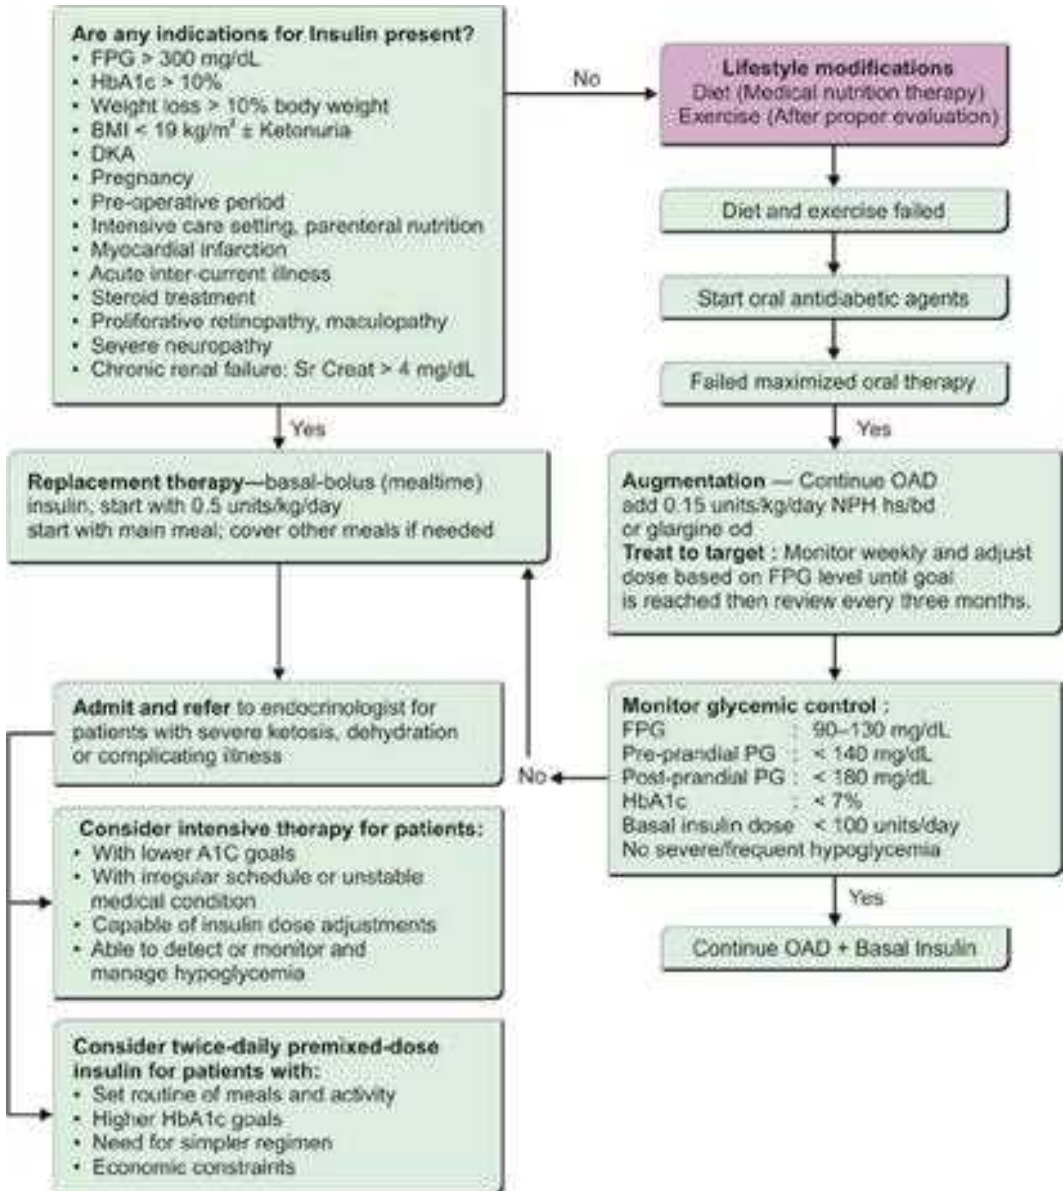 Are any indications for Insulin present?
• FPG > 300 mg/dL
• HbA1c > 10%
• Weight loss > 10% body weight
• BMI < 19 kg/m² ± Ketonuria
• DKA
• Pregnancy
• Pre-operative period
• Intensive care setting, parenteral nutrition
• Myocardial infarction
• Acute inter-current illness
• Steroid treatment
• Proliferative retinopathy, maculopathy
• Severe neuropathy
• Chronic renal failure: Sr Creat > 4 mg/dL
No
Lifestyle modifications
Diet (Medical nutrition therapy)
Exercise (After proper evaluation)
Diet and exercise failed
Start oral antidiabetic agents
Failed maximized oral therapy
Yes
Yes
Replacement therapy—basal-bolus (mealtime)
insulin, start with 0.5 units/kg/day
start with main meal; cover other meals if needed
Augmentation — Continue OAD
add 0.15 units/kg/day NPH hs/bd
or glargine od
Treat to target : Monitor weekly and adjust
dose based on FPG level until goal
is reached then review every three months.
Admit and refer to endocrinologist for
patients with severe ketosis, dehydration
or complicating illness
No
Monitor glycemic control :
FPG : 90–130 mg/dL
Pre-prandial PG : < 140 mg/dL
Post-prandial PG : < 180 mg/dL
HbA1c : < 7%
Basal insulin dose < 100 units/day
No severe/frequent hypoglycemia
Yes
Continue OAD + Basal Insulin
Consider intensive therapy for patients:
• With lower A1C goals
• With irregular schedule or unstable
medical condition
• Capable of insulin dose adjustments
• Able to detect or monitor and
manage hypoglycemia
Consider twice-daily premixed-dose
insulin for patients with:
• Set routine of meals and activity
• Higher HbA1c goals
• Need for simpler regimen
• Economic constraints